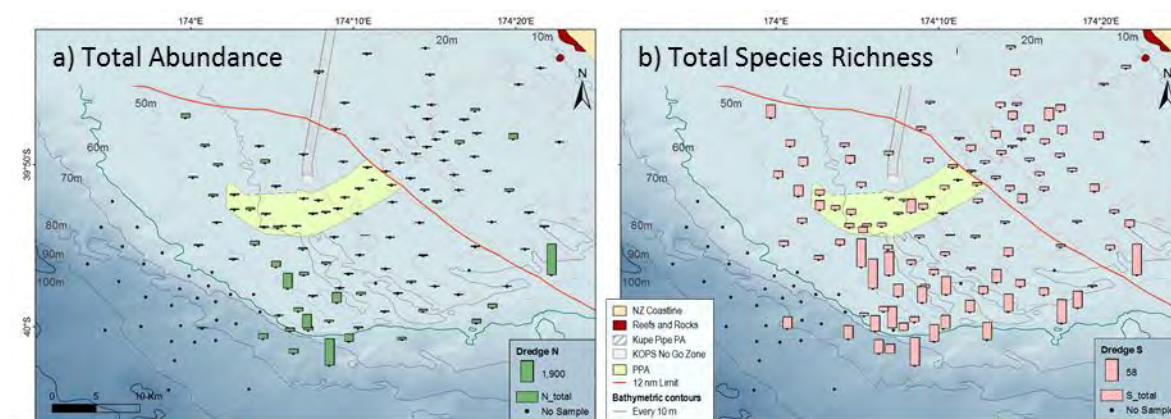 174°E
174°10'E
174°20'E
174°E
174°10'E
174°20'E
a) Total Abundance
20m
10m
N
50m
60m
70m
80m
90m
100m
39°50'S
40°S
0 5 10 Km
Dredge N
1,900
N_total
No Sample
b) Total Species Richness
20m
10m
N
50m
60m
70m
80m
90m
100m
NZ Coastline
Reefs and Rocks
Kupe Pipe PA
KOPS No Go Zone
PPA
12 nm Limit
Bathymetric contours
Every 10 m
Dredge S
58
S_total
No Sample